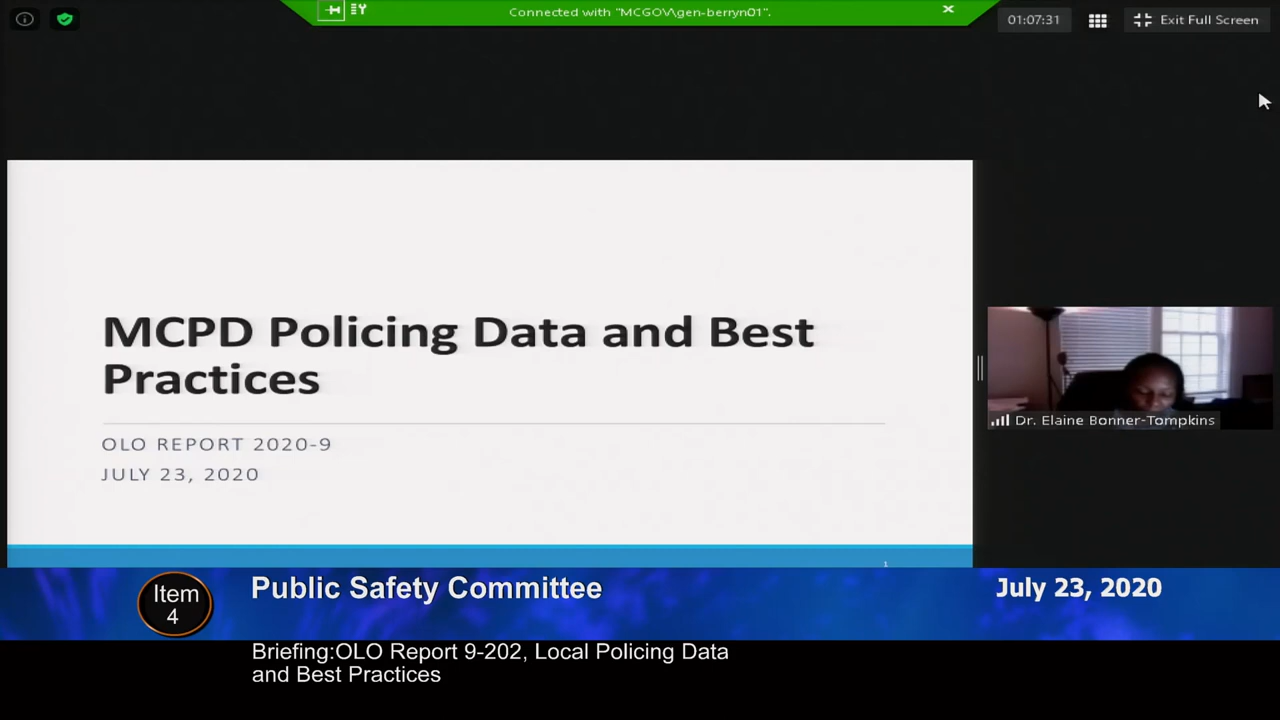 Connected with "MCGOV\gen-berryn01".
01:07:31
Exit Full Screen
MCPD Policing Data and Best
Practices
OLO REPORT 2020-9
JULY 23, 2020
1
Dr. Elaine Bonner-Tompkins
Item
4
Public Safety Committee
July 23, 2020
Briefing:OLO Report 9-202, Local Policing Data
and Best Practices